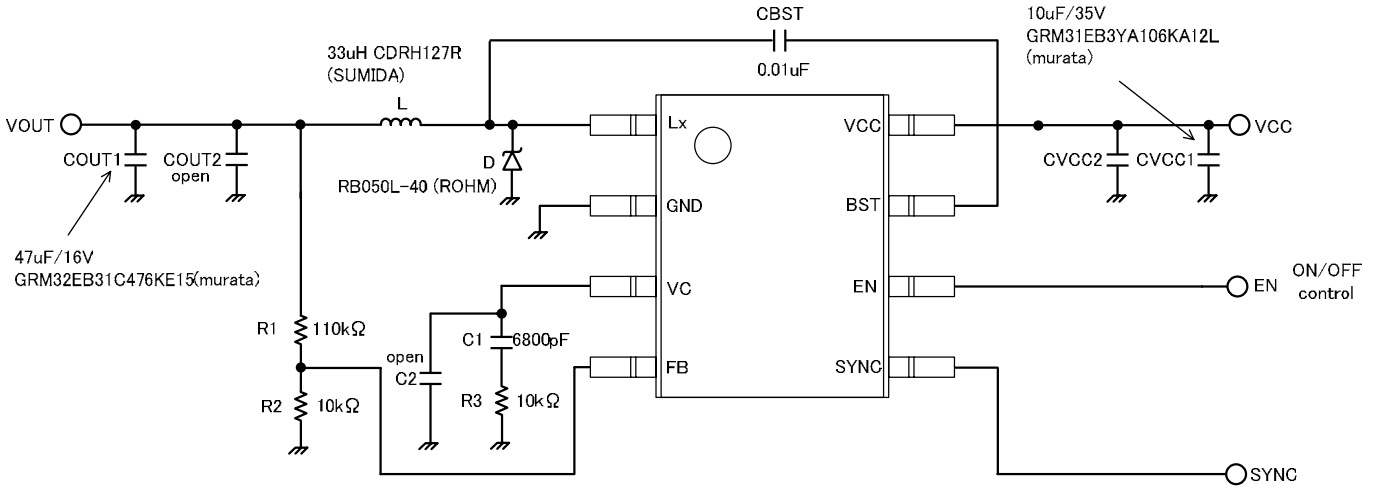 CBST
0.01uF
10uF/35V
GRM31EB3YA106KA12L
(murata)
33uH CDRH127R
(SUMIDA)
L
VOUT
COUT1
COUT2
open
D
RB050L-40 (ROHM)
Lx
VCC
VCC
CVCC2
CVCC1
GND
BST
47uF/16V
GRM32EB31C476KE15(murata)
VC
EN
EN
ON/OFF
control
R1
110kΩ
open
C2
C1
6800pF
FB
SYNC
R2
10kΩ
R3
10kΩ
SYNC